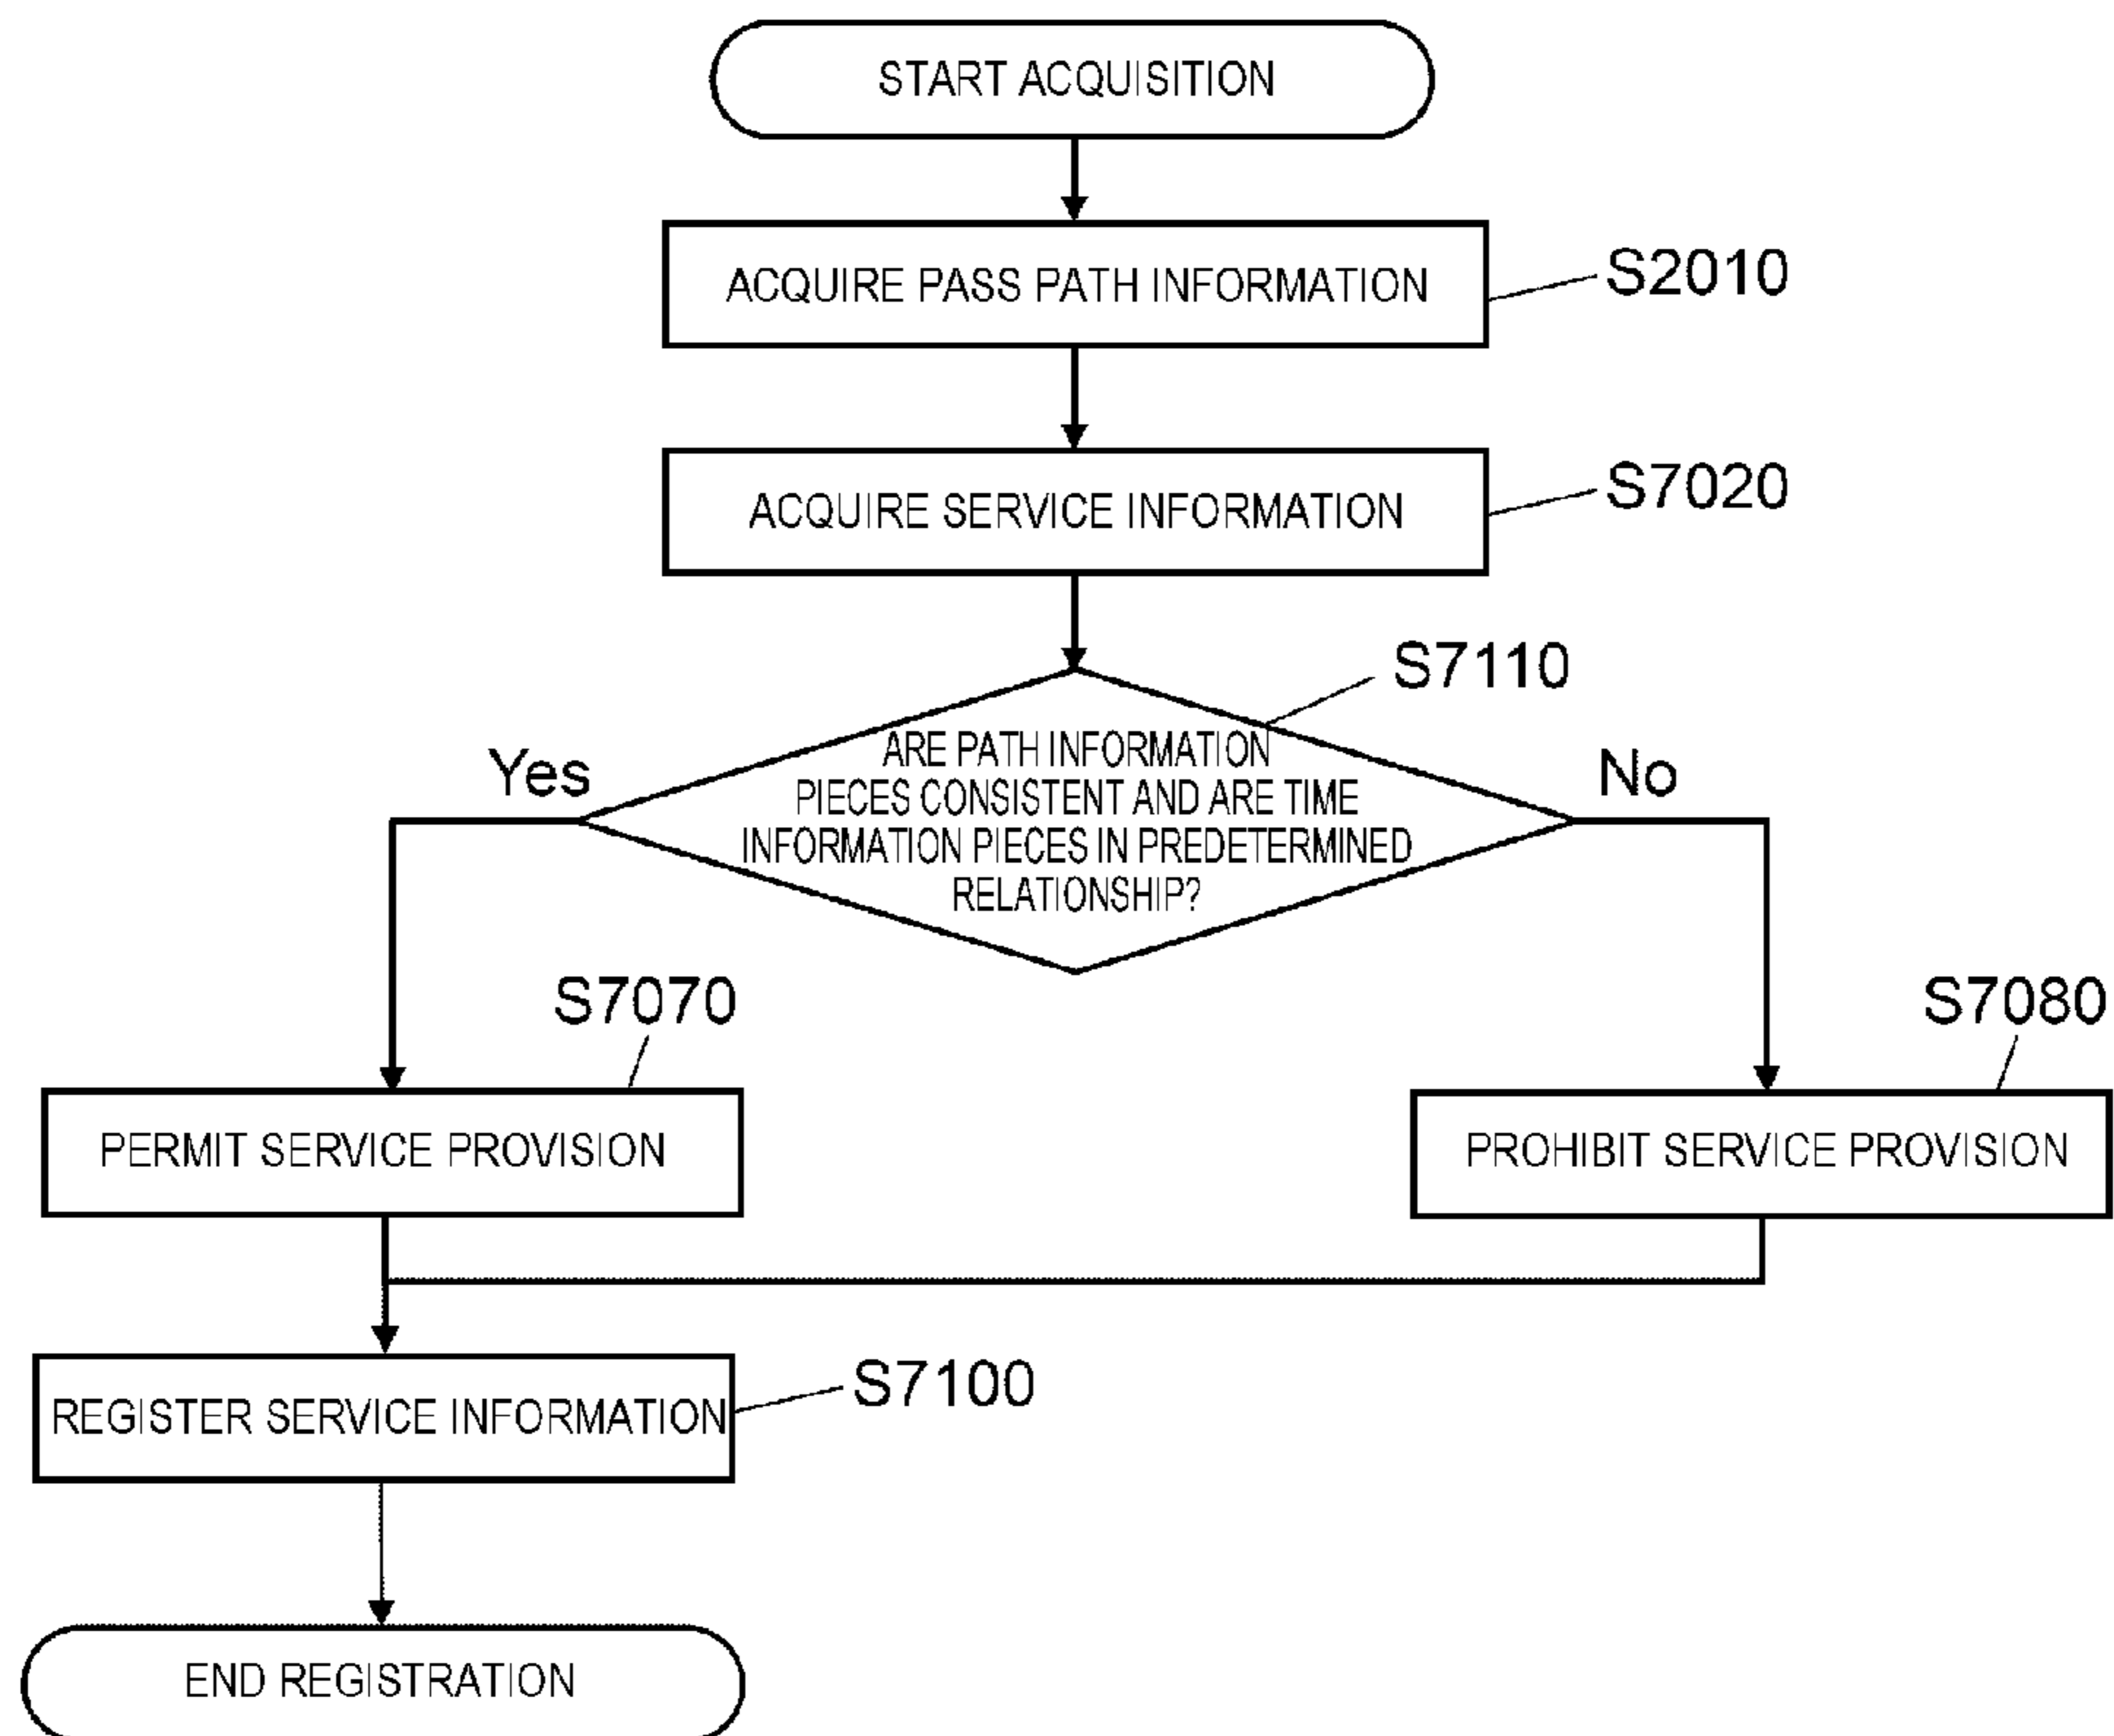 START ACQUISITION
ACQUIRE PASS PATH INFORMATION
S2010
ACQUIRE SERVICE INFORMATION
S7020
S7110
ARE PATH INFORMATION
PIECES CONSISTENT AND ARE TIME
INFORMATION PIECES IN PREDETERMINED
RELATIONSHIP?
Yes
No
S7070
S7080
PERMIT SERVICE PROVISION
PROHIBIT SERVICE PROVISION
REGISTER SERVICE INFORMATION
S7100
END REGISTRATION